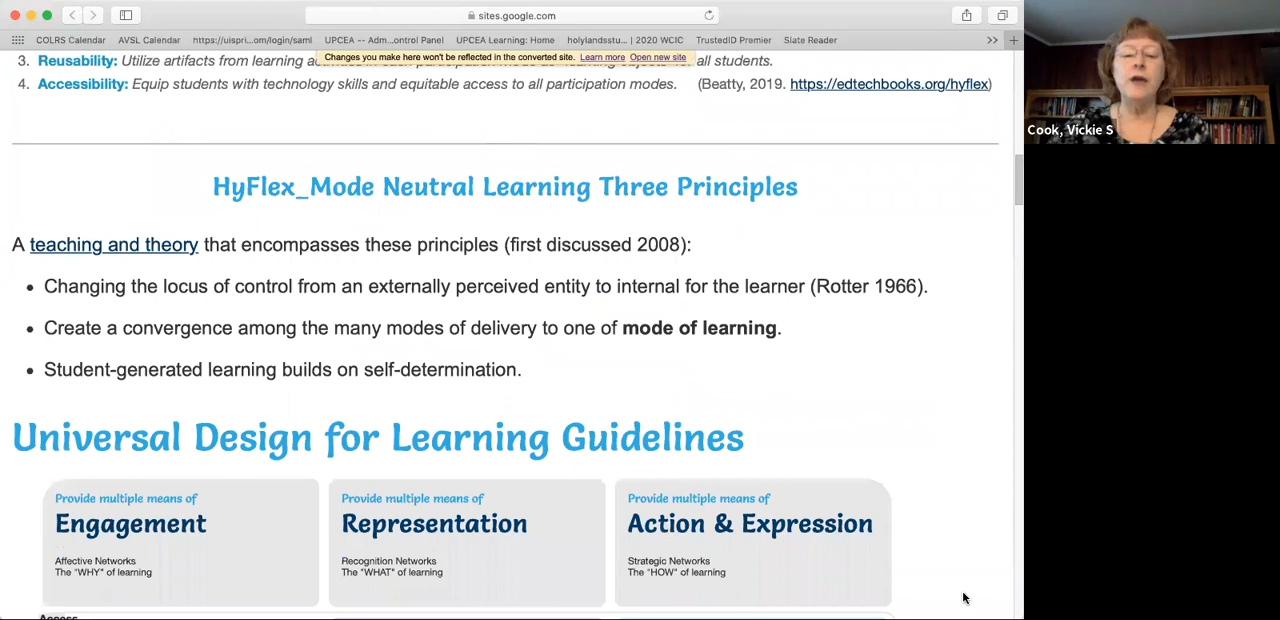 sites.google.com
COLRS Calendar AVSL Calendar https://uispri...om/login/saml UPCEA -- Adm...ontrol Panel UPCEA Learning: Home holylandsstu... | 2020 WCIC TrustedID Premier Slate Reader
Changes you make here won't be reflected in the converted site. Learn more Open new site
3. Reusability: Utilize artifacts from learning all students.
4. Accessibility: Equip students with technology skills and equitable access to all participation modes. (Beatty, 2019. https://edtechbooks.org/hyflex)
Cook, Vickie S
HyFlex_Mode Neutral Learning Three Principles
A teaching and theory that encompasses these principles (first discussed 2008):
• Changing the locus of control from an externally perceived entity to internal for the learner (Rotter 1966).
• Create a convergence among the many modes of delivery to one of mode of learning.
• Student-generated learning builds on self-determination.
Universal Design for Learning Guidelines
Provide multiple means of
Engagement
Affective Networks
The "WHY" of learning
Provide multiple means of
Representation
Recognition Networks
The "WHAT" of learning
Provide multiple means of
Action & Expression
Strategic Networks
The "HOW" of learning